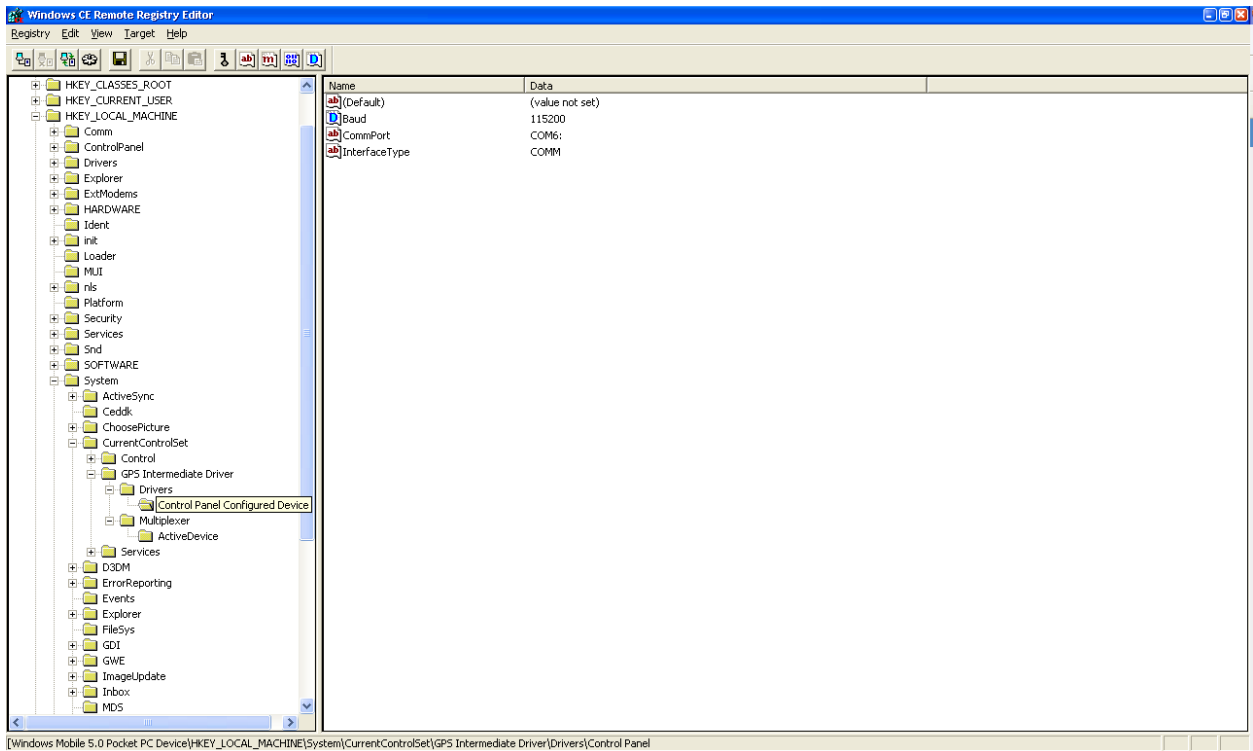 Windows CE Remote Registry Editor
Registry Edit View Target Help
HKEY_CLASSES_ROOT
HKEY_CURRENT_USER
HKEY_LOCAL_MACHINE
Comm
ControlPanel
Drivers
Explorer
ExtModems
HARDWARE
Ident
init
Loader
MUI
nls
Platform
Security
Services
Snd
SOFTWARE
System
ActiveSync
Ceddk
ChoosePicture
CurrentControlSet
Control
GPS Intermediate Driver
Drivers
Control Panel Configured Device
Multiplexer
ActiveDevice
Services
D3DM
ErrorReporting
Events
Explorer
FileSys
GDI
GWE
ImageUpdate
Inbox
MDS
Name Data
(Default) (value not set)
Baud 115200
CommPort COM6:
InterfaceType COMM
[Windows Mobile 5.0 Pocket PC Device\HKEY_LOCAL_MACHINE\System\CurrentControlSet\GPS Intermediate Driver\Drivers\Control Panel